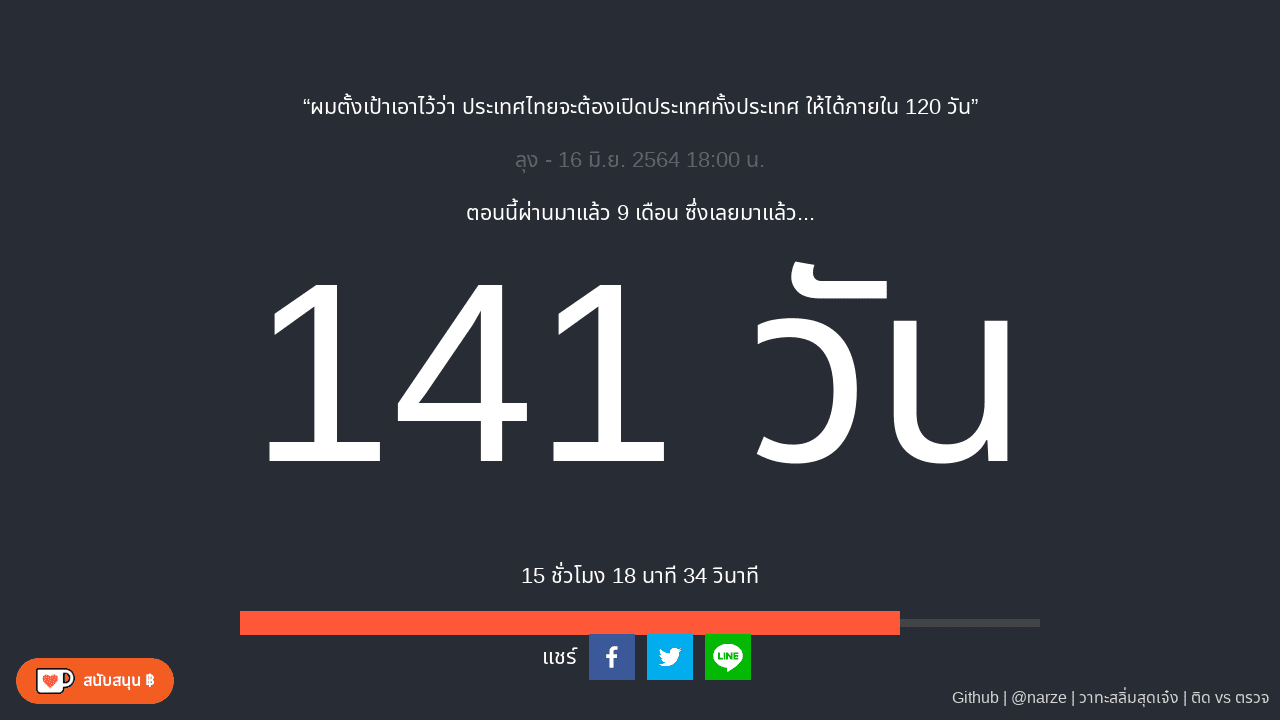 “ผมตั้งเป้าเอาไว้ว่า ประเทศไทยจะต้องเปิดประเทศทั้งประเทศ ให้ได้ภายใน 120 วัน”
ลุง - 16 มิ.ย. 2564 18:00 น.
ตอนนี้ผ่านมาแล้ว 9 เดือน ซึ่งเลยมาแล้ว...
141 วัน
15 ชั่วโมง 18 นาที 34 วินาที
แชร์
LINE
สนับสนุน ฿
Github | @narze | วาทะสลิ่มสุดเจ๋ง | ติด vs ตรวจ